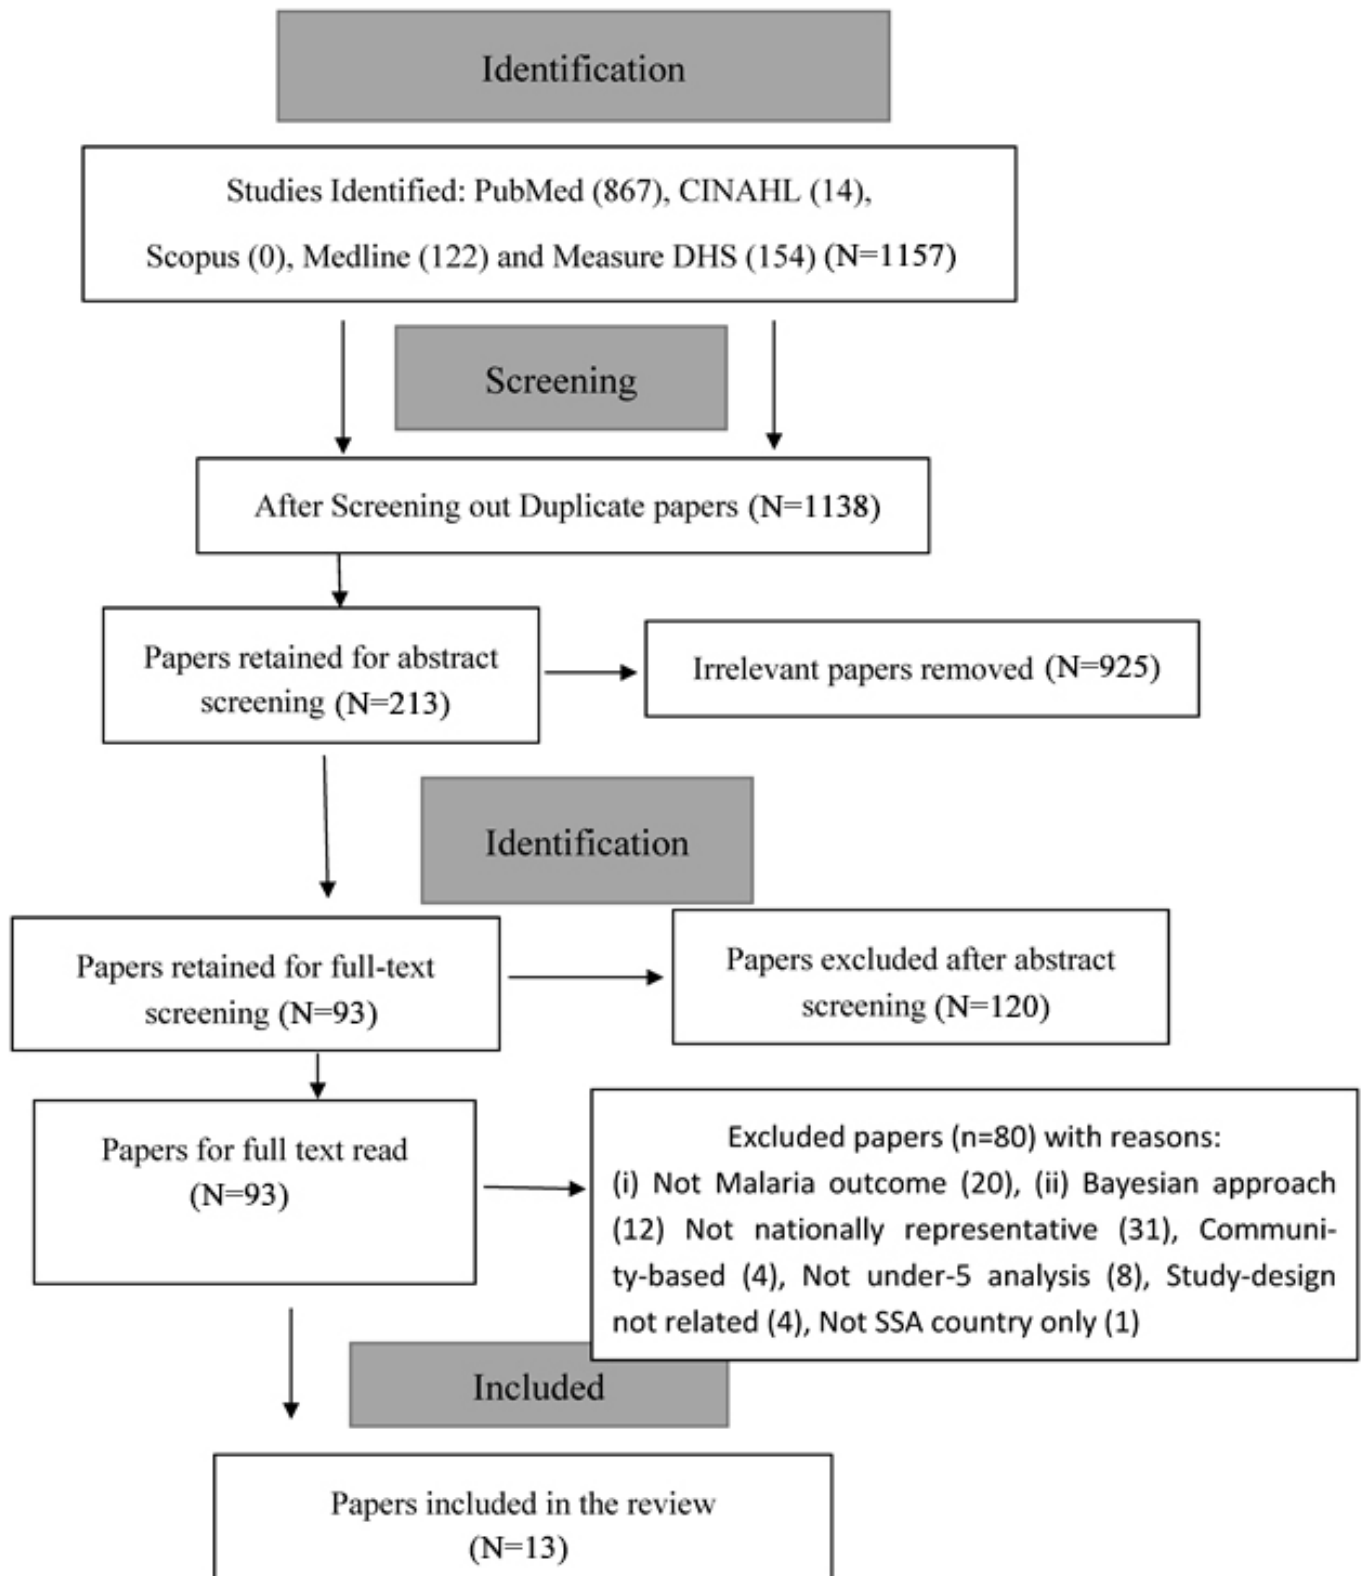 Identification
Studies Identified: PubMed (867), CINAHL (14),
Scopus (0), Medline (122) and Measure DHS (154) (N=1157)
Screening
After Screening out Duplicate papers (N=1138)
Papers retained for abstract
screening (N=213)
Irrelevant papers removed (N=925)
Identification
Papers retained for full-text
screening (N=93)
Papers excluded after abstract
screening (N=120)
Papers for full text read
(N=93)
Excluded papers (n=80) with reasons:
(i) Not Malaria outcome (20), (ii) Bayesian approach
(12) Not nationally representative (31), Communi-
ty-based (4), Not under-5 analysis (8), Study-design
not related (4), Not SSA country only (1)
Included
Papers included in the review
(N=13)